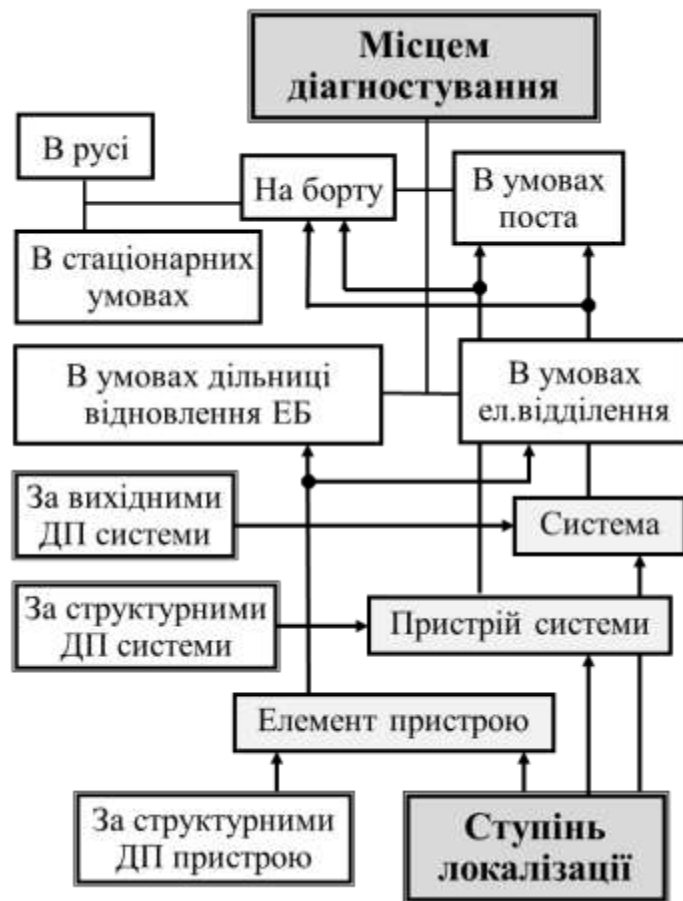 Місцем
діагностування
В русі
На борту
В умовах
поста
В стаціонарних
умовах
В умовах дільниці
відновлення ЕБ
В умовах
ел.відділення
За вихідними
ДП системи
Система
За структурними
ДП системи
Пристрій системи
Елемент пристрою
За структурними
ДП пристрою
Ступінь
локалізації